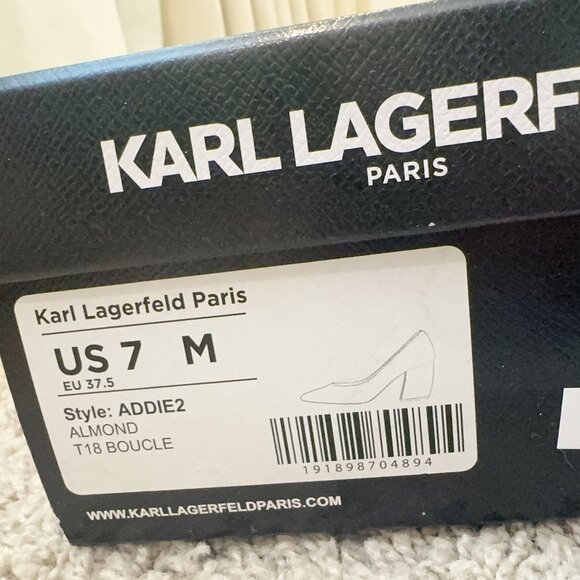 KARL LAGERF
PARIS
Karl Lagerfeld Paris
US 7 M
EU 37.5
Style: ADDIE2
ALMOND
T18 BOUCLE
191898704894
WWW.KARLLAGERFELDPARIS.COM